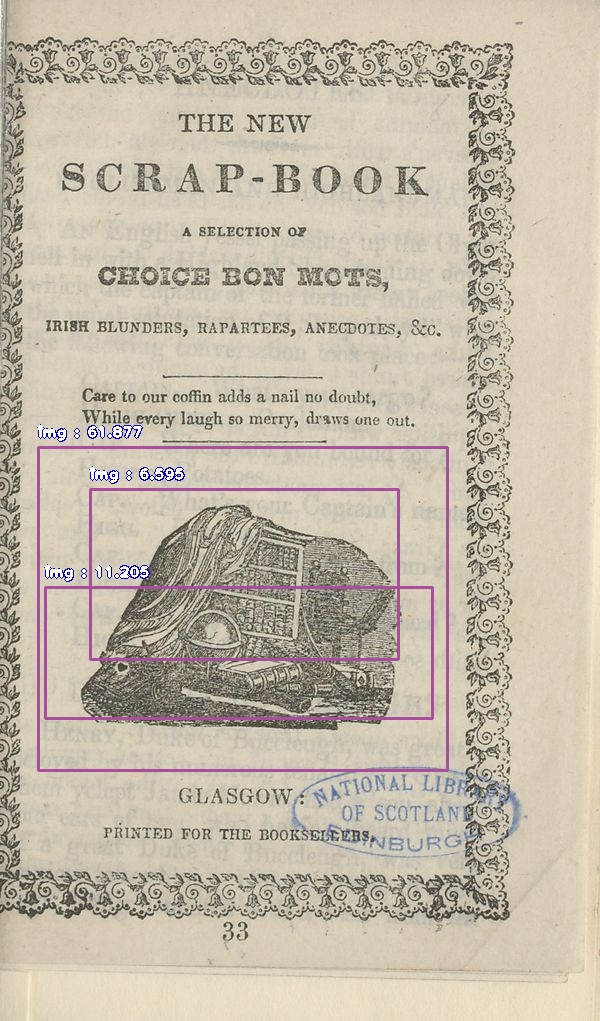 THE NEW
SCRAP-BOOK
A SELECTION OF
CHOICE BON MOTS,
IRISH BLUNDERS, RAPARTEES, ANECDOTES, &c.
Care to our coffin adds a nail no doubt,
While every laugh so merry, draws one out.
img : 61.877
img : 6.595
img : 11.205
GLASGOW:
PRINTED FOR THE BOOKSELLERS.
NATIONAL LIBRARY
OF SCOTLAND
EDINBURGH
33